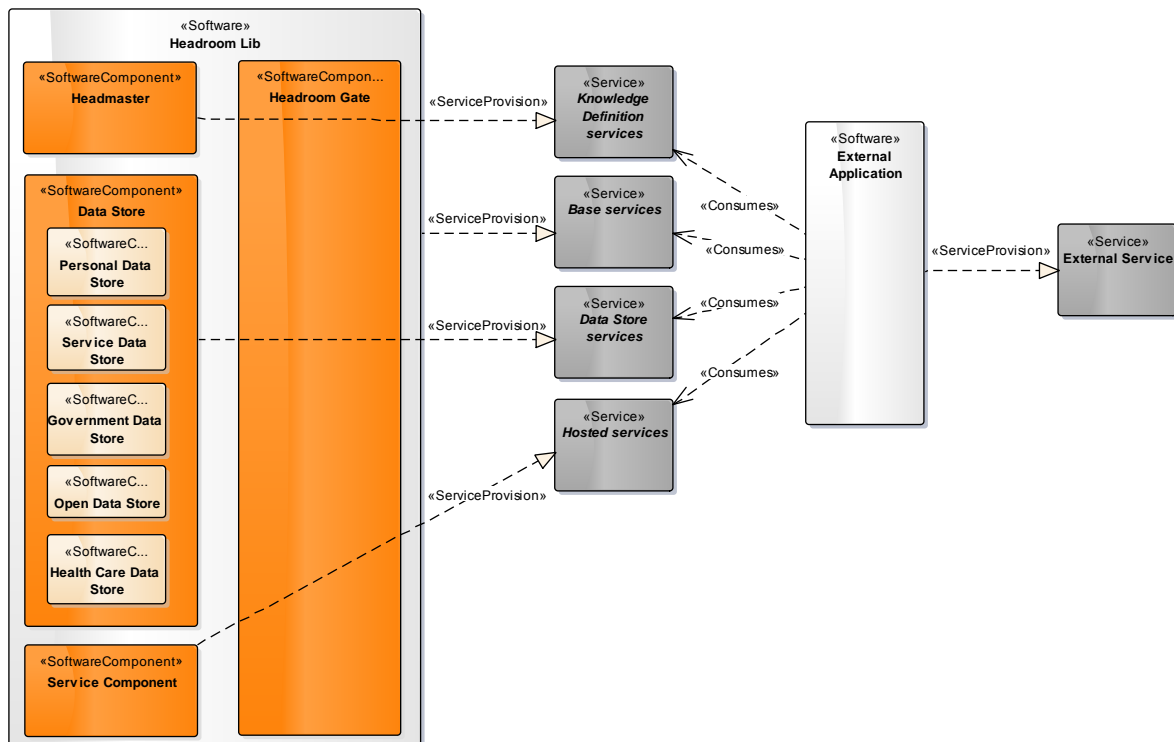 «Software»
Headroom Lib
«SoftwareComponent»
Headmaster
«SoftwareCompon...
Headroom Gate
«SoftwareComponent»
Data Store
«SoftwareC...
Personal Data
Store
«SoftwareC...
Service Data
Store
«SoftwareC...
Government Data
Store
«SoftwareC...
Open Data Store
«SoftwareC...
Health Care Data
Store
«SoftwareComponent»
Service Component
«ServiceProvision»
«ServiceProvision»
«ServiceProvision»
«ServiceProvision»
«Service»
Knowledge
Definition
services
«Service»
Base services
«Service»
Data Store
services
«Service»
Hosted services
«Consumes»
«Consumes»
«Consumes»
«Consumes»
«Software»
External
Application
«ServiceProvision»
«Service»
External Service